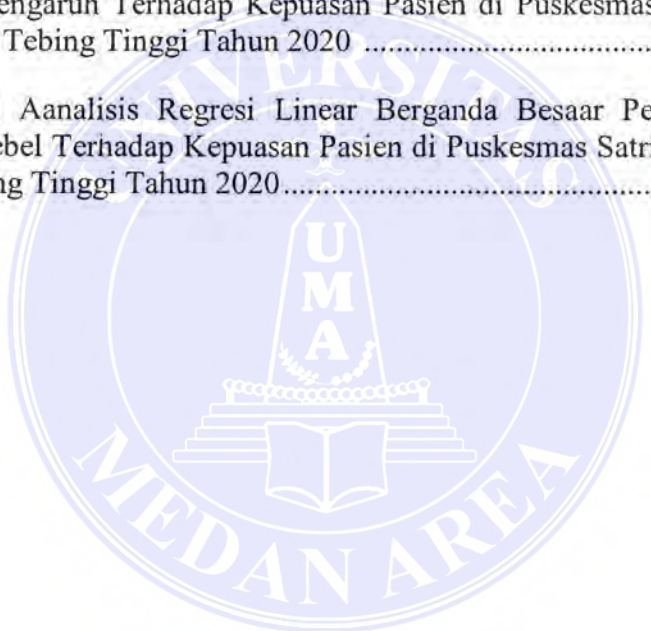 engaruh Terhadap Kepuasan Pasien di Puskesmas
Tebing Tinggi Tahun 2020 ..........................................
Aanalisis Regresi Linear Berganda Besaar Pe
ebel Terhadap Kepuasan Pasien di Puskesmas Satri
ng Tinggi Tahun 2020......................................................
UNIVERSITAS
U
M
A
MEDAN AREA